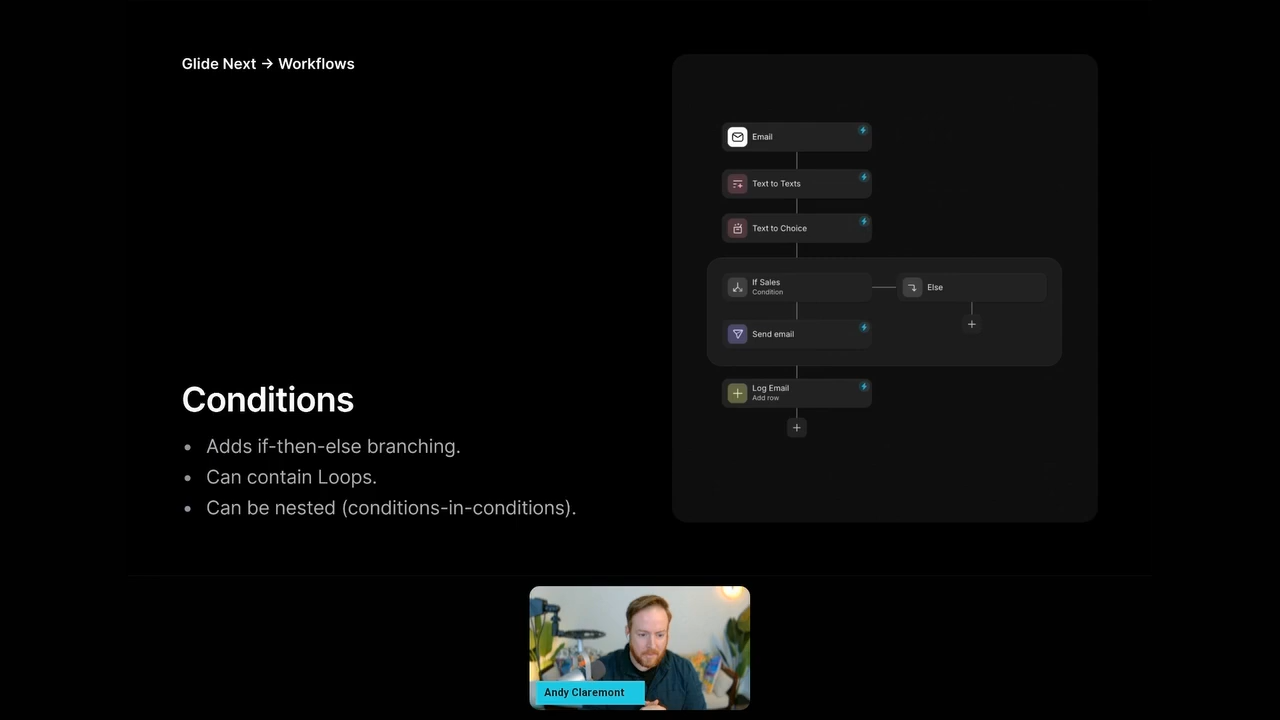 Glide Next → Workflows
Conditions
• Adds if-then-else branching.
• Can contain Loops.
• Can be nested (conditions-in-conditions).
Email
Text to Texts
Text to Choice
If Sales
Condition
Else
Send email
Log Email
Add row
Andy Claremont